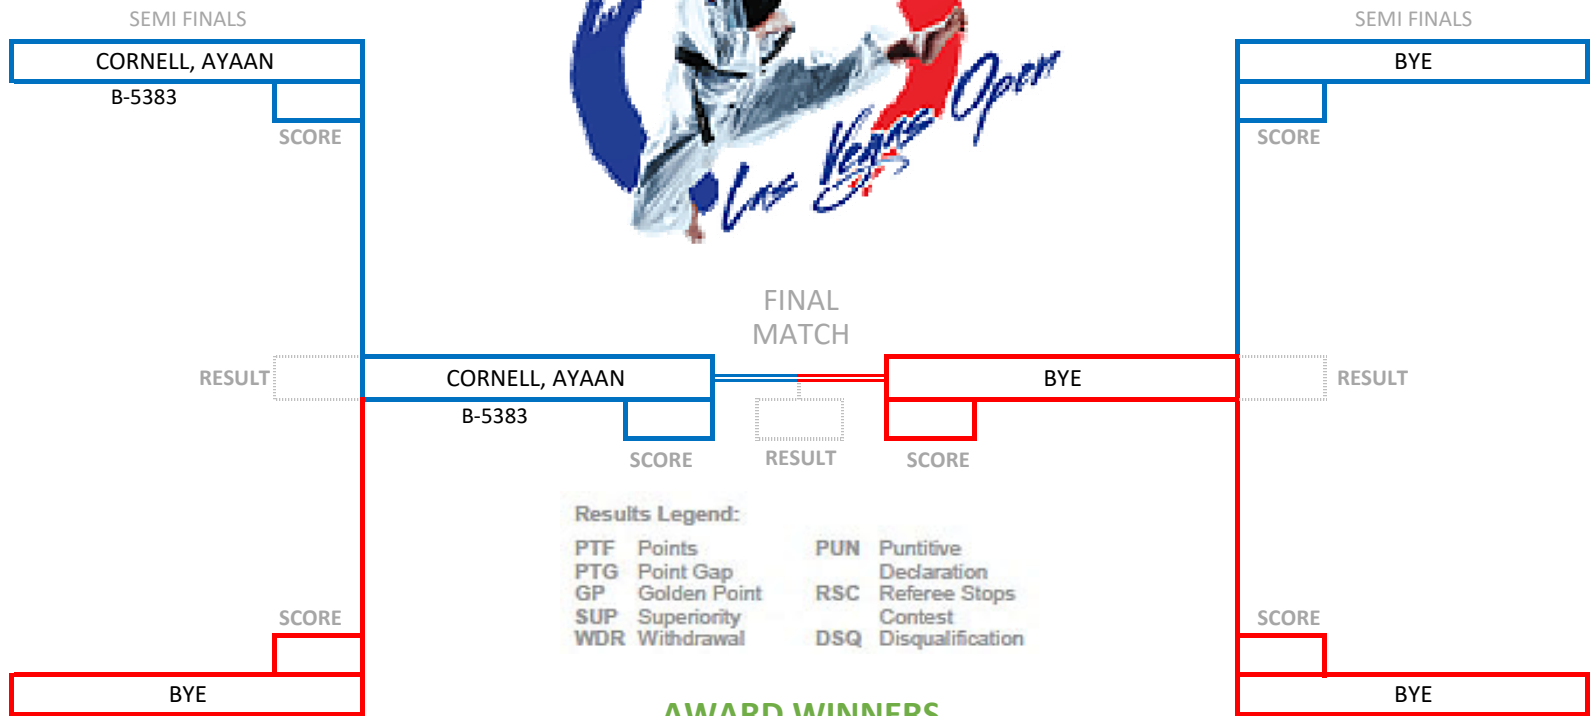 SEMI FINALS
SEMI FINALS
CORNELL, AYAAN
BYE
B-5383
SCORE
SCORE
Las Vegas Open
FINAL
MATCH
RESULT
CORNELL, AYAAN
BYE
RESULT
B-5383
SCORE
RESULT
SCORE
Results Legend:
PTF Points
PTG Point Gap
GP Golden Point
SUP Superiority
WDR Withdrawal
PUN Puntitive
Declaration
RSC Referee Stops
Contest
DSQ Disqualification
SCORE
SCORE
BYE
BYE
AWARD WINNERS